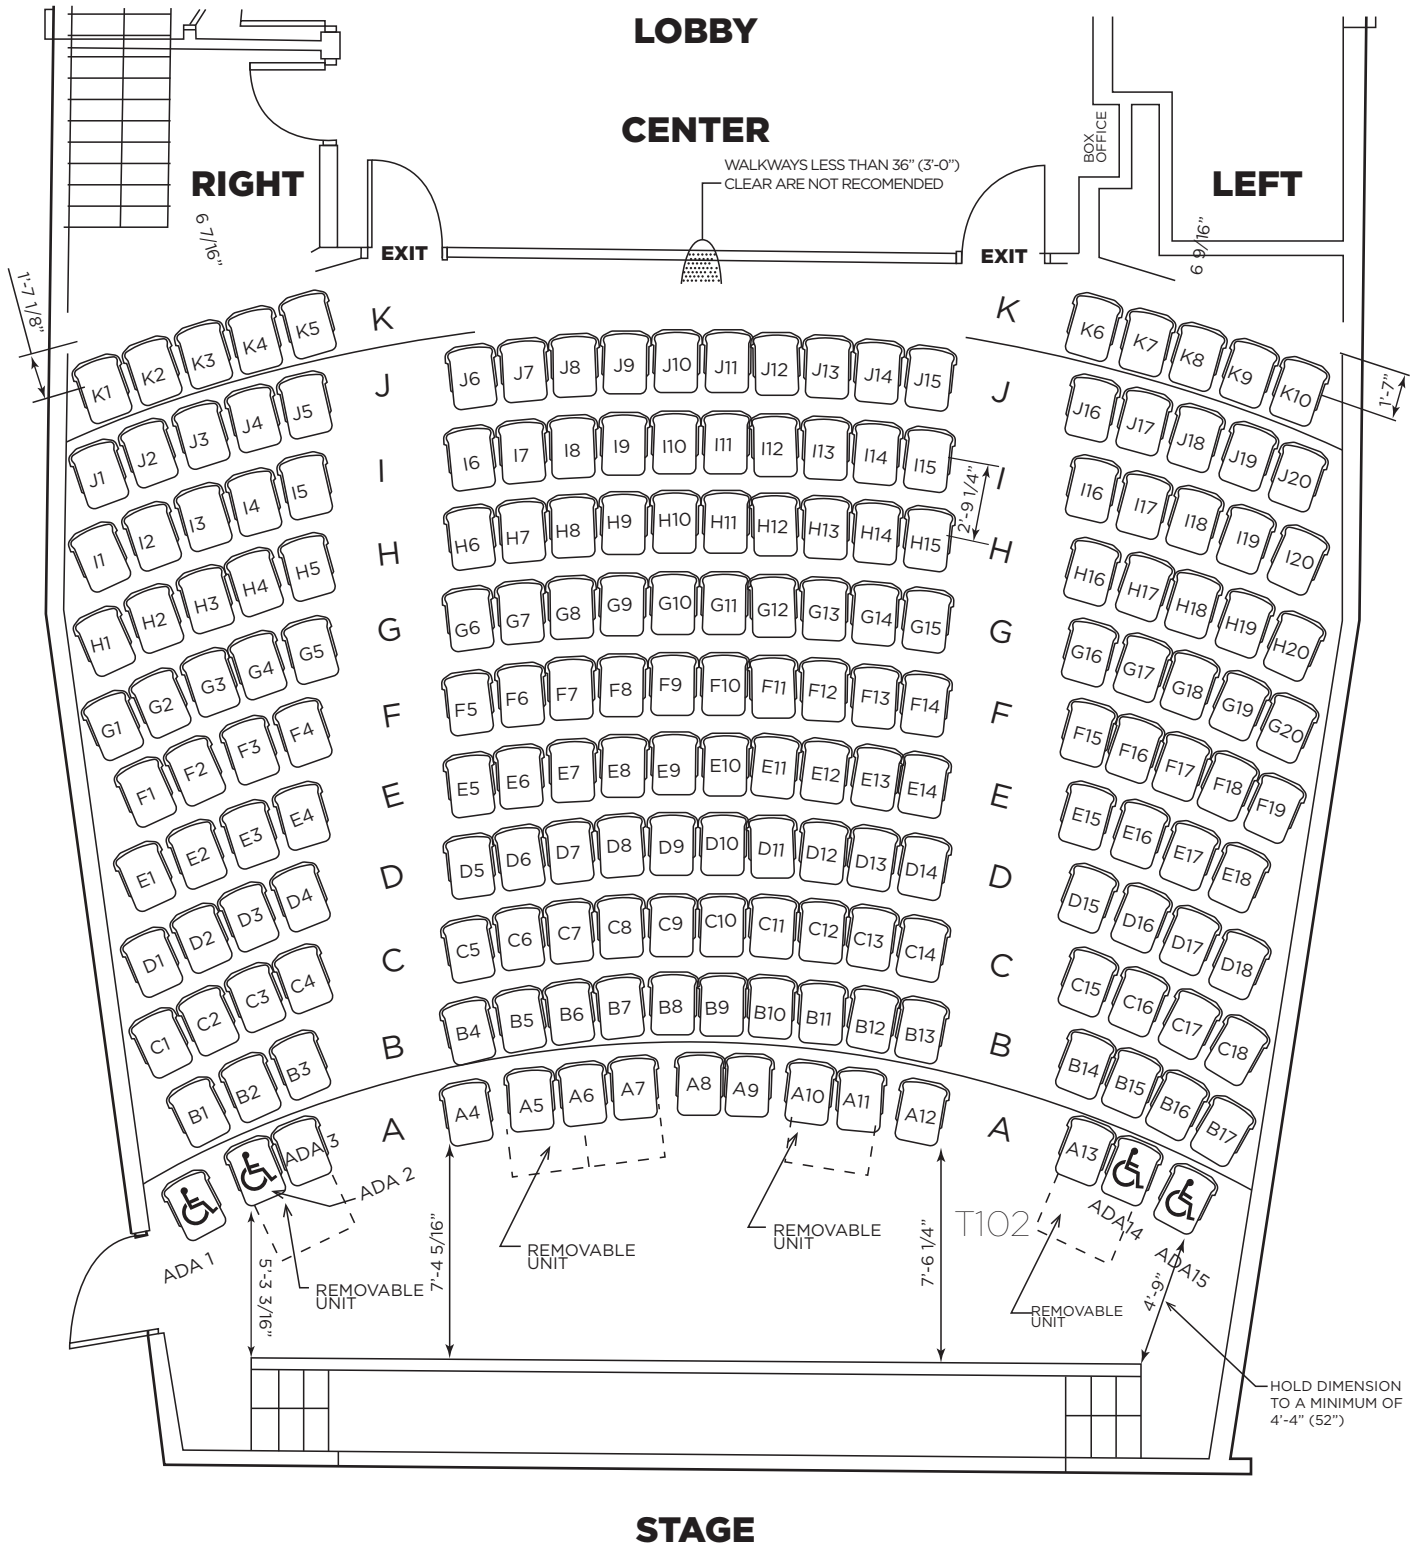 LOBBY
CENTER
RIGHT
LEFT
BOX
OFFICE
WALKWAYS LESS THAN 36” (3’-0”)
CLEAR ARE NOT RECOMENDED
6 7/16”
6 9/16”
EXIT
EXIT
1’-7 1/8”
1’-7”
K1 K2 K3 K4 K5 K K K6 K7 K8 K9 K10
J1 J2 J3 J4 J5 J J6 J7 J8 J9 J10 J11 J12 J13 J14 J15 J J16 J17 J18 J19 J20
I1 I2 I3 I4 I5 I I6 I7 I8 I9 I10 I11 I12 I13 I14 I15 I I16 I17 I18 I19 I20
2’-9 1/4”
H1 H2 H3 H4 H5 H H6 H7 H8 H9 H10 H11 H12 H13 H14 H15 H H16 H17 H18 H19 H20
G1 G2 G3 G4 G5 G G6 G7 G8 G9 G10 G11 G12 G13 G14 G15 G G16 G17 G18 G19 G20
F1 F2 F3 F4 F F5 F6 F7 F8 F9 F10 F11 F12 F13 F14 F F15 F16 F17 F18 F19
E1 E2 E3 E4 E E5 E6 E7 E8 E9 E10 E11 E12 E13 E14 E E15 E16 E17 E18
D1 D2 D3 D4 D D5 D6 D7 D8 D9 D10 D11 D12 D13 D14 D D15 D16 D17 D18
C1 C2 C3 C4 C C5 C6 C7 C8 C9 C10 C11 C12 C13 C14 C C15 C16 C17 C18
B1 B2 B3 B B4 B5 B6 B7 B8 B9 B10 B11 B12 B13 B B14 B15 B16 B17
ADA 1 ADA 2 ADA 3 A A4 A5 A6 A7 A8 A9 A10 A11 A12 A A13 ADA14 ADA15
T102
REMOVABLE
UNIT
REMOVABLE
UNIT
REMOVABLE
UNIT
REMOVABLE
UNIT
5’-3 3/16”
7’-4 5/16”
7’-6 1/4”
4’-9”
HOLD DIMENSION
TO A MINIMUM OF
4’-4” (52”)
STAGE